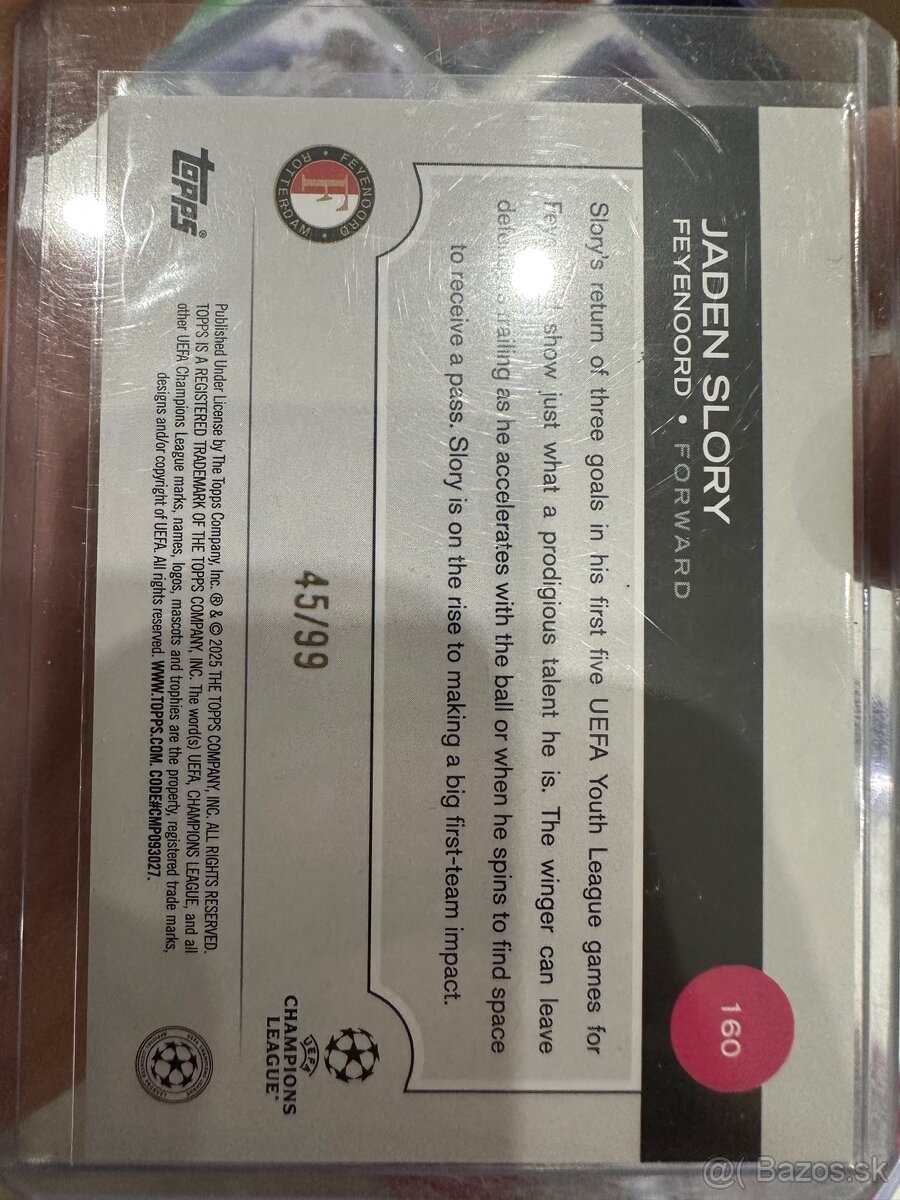 JADEN SLORY
FEYENOORD • FORWARD
160
Slory's return of three goals in his first five UEFA Youth League games for
show just what a prodigious talent he is. The winger can leave
trailing as he accelerates with the ball or when he spins to find space
to receive a pass. Slory is on the rise to making a big first-team impact.
FEYENOORD
ROTTERDAM
45/99
UEFA
CHAMPIONS
LEAGUE
topps®
Published Under License by The Topps Company, Inc. ® & © 2025 THE TOPPS COMPANY, INC. ALL RIGHTS RESERVED.
TOPPS IS A REGISTERED TRADEMARK OF THE TOPPS COMPANY, INC. The word(s) UEFA, CHAMPIONS LEAGUE, and all
other UEFA Champions League marks, names, logos, mascots and trophies are the property, registered trade marks,
designs and/or copyright of UEFA. All rights reserved. WWW.TOPPS.COM. CODE#CMP093027.
@( Bazos.sk